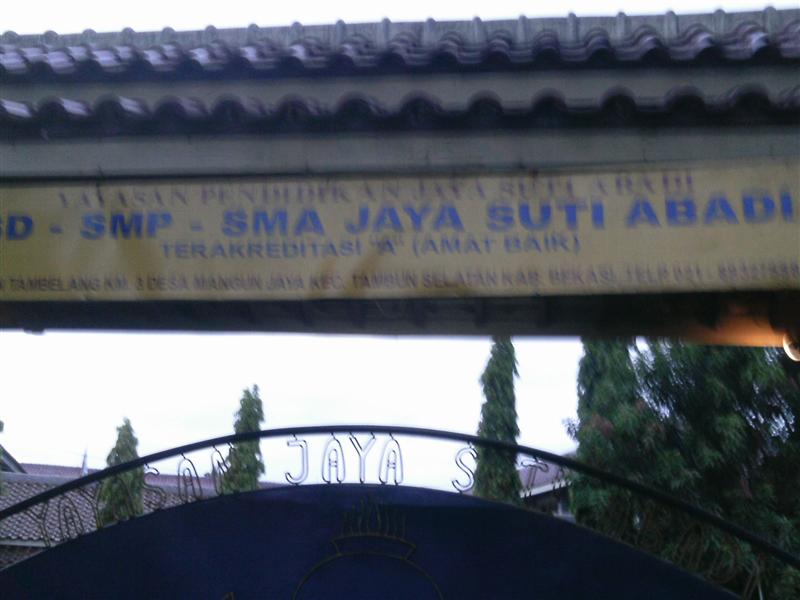 YAYASAN PENDIDIKAN JAYA SUTI ABADI
SD - SMP - SMA JAYA SUTI ABADI
TERAKREDITASI "A" (AMAT BAIK)
TAMBELANG KM. 3 DESA MANGUN JAYA KEC. TAMBUN SELATAN KAB. BEKASI, TELP 021 -
YAYASAN JAYA